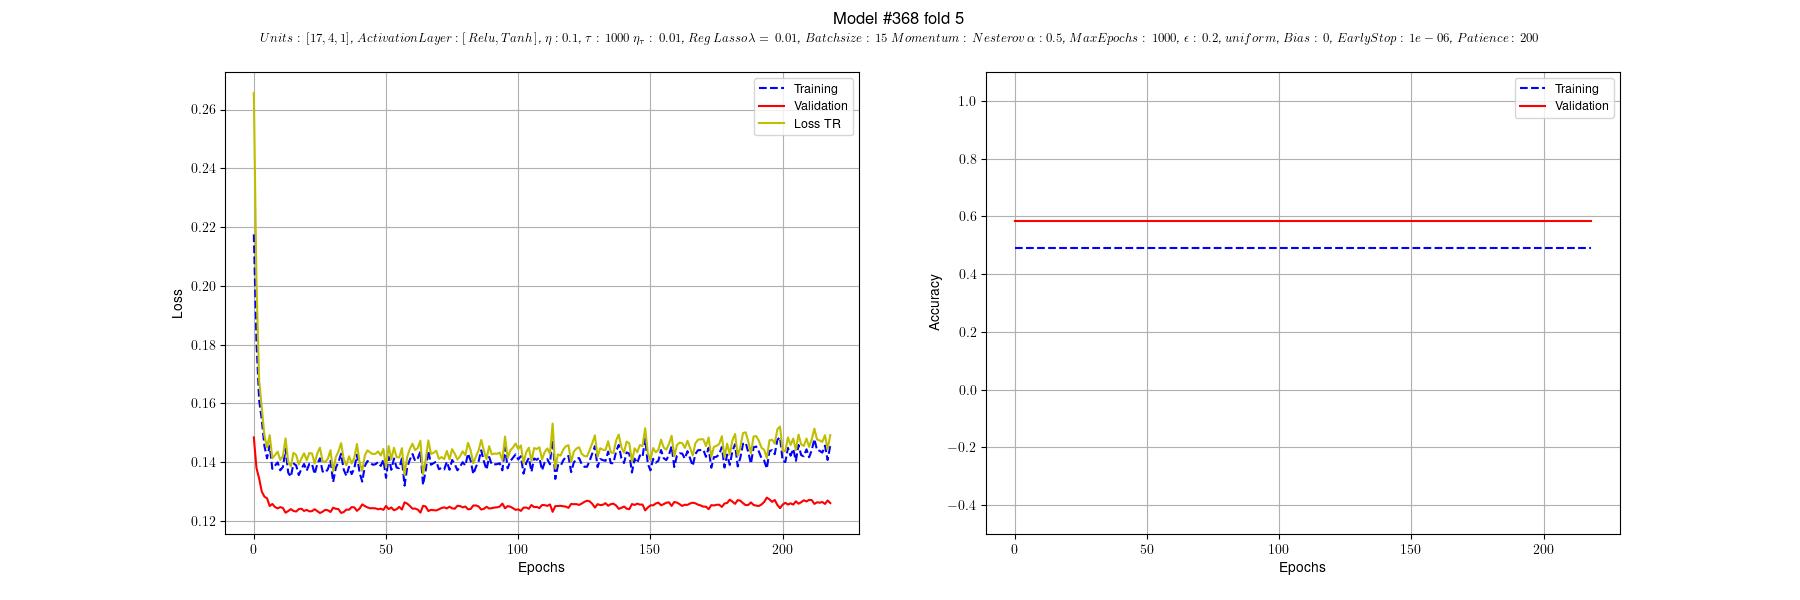 Model #368 fold 5
Units : [17, 4, 1], ActivationLayer : [ Relu, Tanh ], η : 0.1, τ : 1000 ητ : 0.01, Reg Lasso λ = 0.01, Batchsize : 15 Momentum : Nesterov α : 0.5, MaxEpochs : 1000, ϵ : 0.2, uniform, Bias : 0, EarlyStop : 1e − 06, Patience : 200
Loss
0.26
0.24
0.22
0.20
0.18
0.16
0.14
0.12
0 50 100 150 200
Epochs
Training
Validation
Loss TR
Accuracy
1.0
0.8
0.6
0.4
0.2
0.0
−0.2
−0.4
0 50 100 150 200
Epochs
Training
Validation